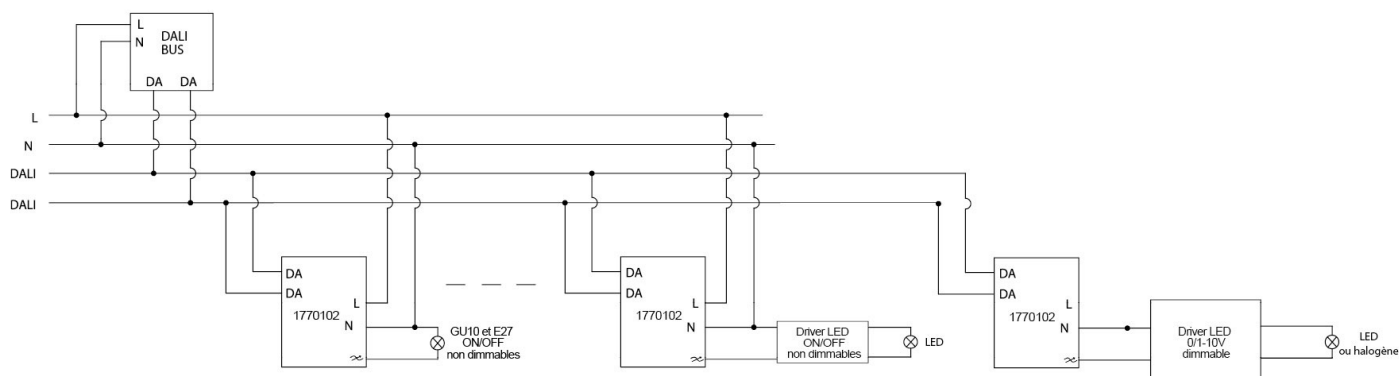 L
N
DALI
BUS
DA DA
L
N
DALI
DALI
DA
DA
1770102
L
N
GU10 et E27
ON/OFF
non dimmables
DA
DA
1770102
L
N
Driver LED
ON/OFF
non dimmables
LED
DA
DA
1770102
L
N
Driver LED
0/1-10V
dimmable
LED
ou halogène